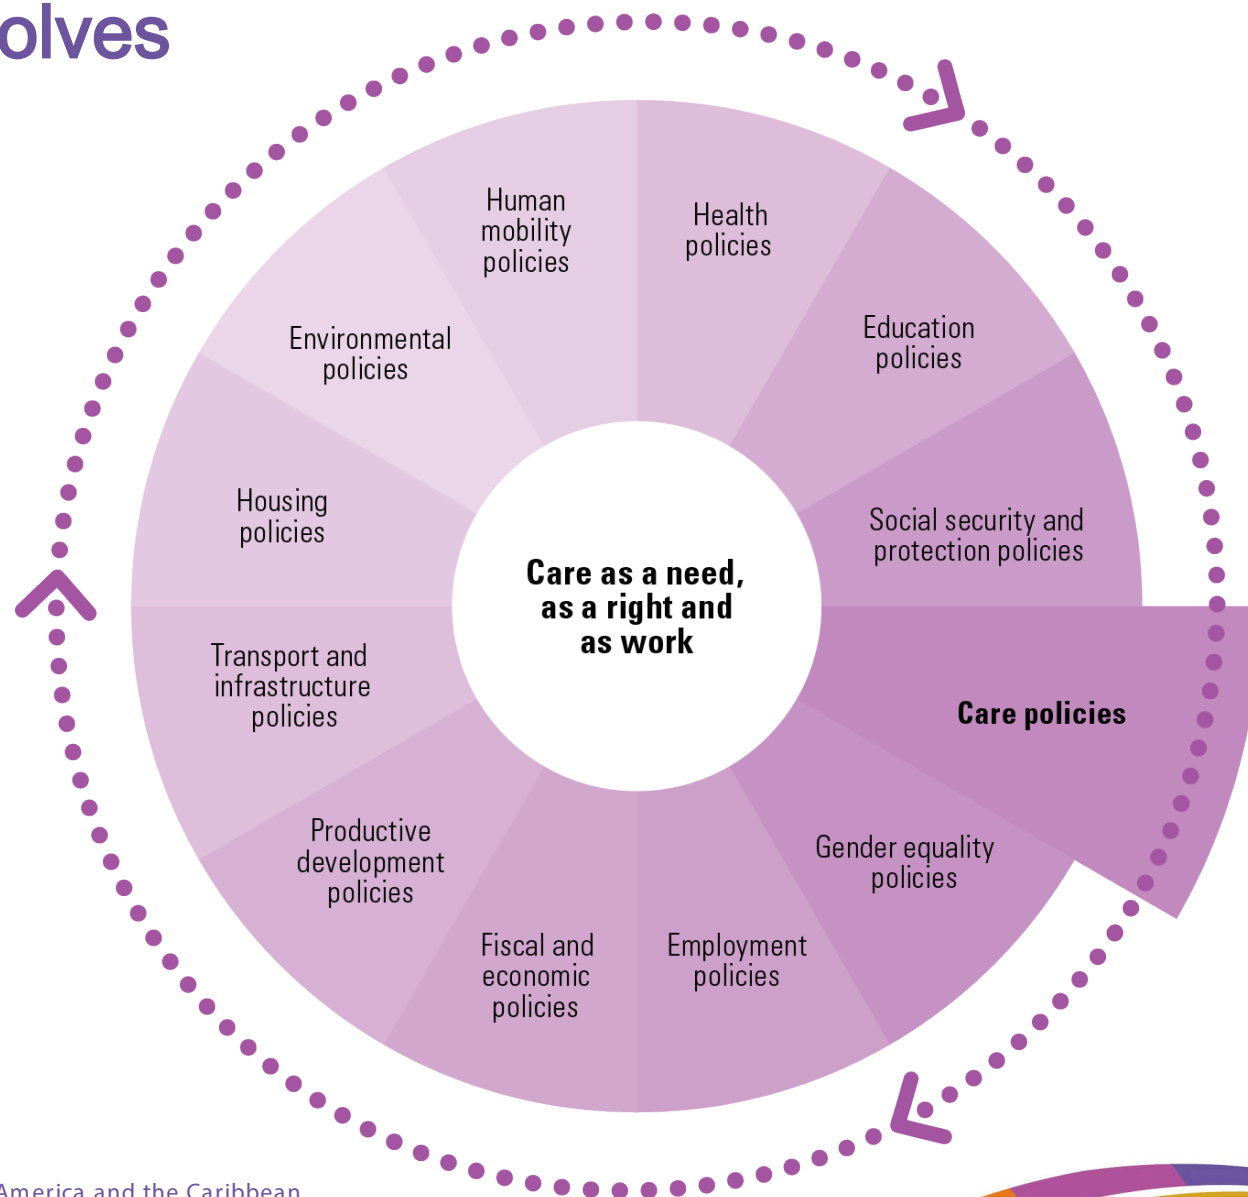 olves
Human
mobility
policies
Health
policies
Education
policies
Social security and
protection policies
Care policies
Gender equality
policies
Employment
policies
Fiscal and
economic
policies
Productive
development
policies
Transport and
infrastructure
policies
Housing
policies
Environmental
policies
Care as a need,
as a right and
as work
America and the Caribbean